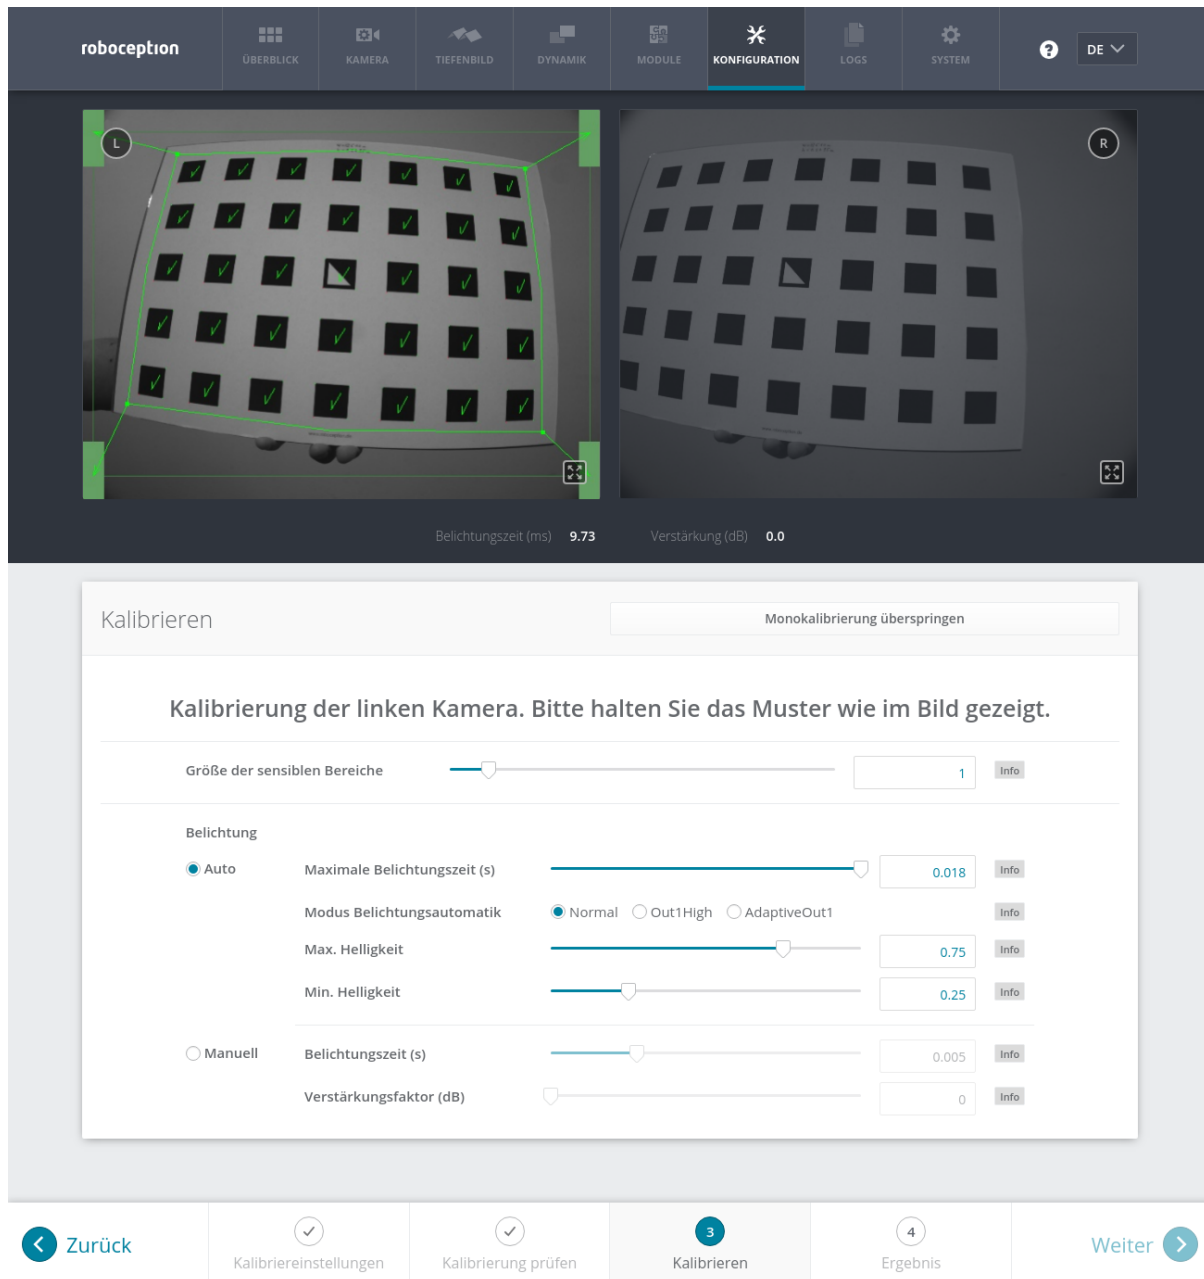 roboception
ÜBERBLICK
KAMERA
TIEFENBILD
DYNAMIK
MODULE
KONFIGURATION
LOGS
SYSTEM
?
DE
L
R
Belichtungszeit (ms) 9.73 Verstärkung (dB) 0.0
Kalibrieren
Monokalibrierung überspringen
Kalibrierung der linken Kamera. Bitte halten Sie das Muster wie im Bild gezeigt.
Größe der sensiblen Bereiche 1 Info
Belichtung
Auto Maximale Belichtungszeit (s) 0.018 Info
Modus Belichtungsautomatik Normal Out1High AdaptiveOut1 Info
Max. Helligkeit 0.75 Info
Min. Helligkeit 0.25 Info
Manuell Belichtungszeit (s) 0.005 Info
Verstärkungsfaktor (dB) 0 Info
Zurück
Kalibriereinstellungen
Kalibrierung prüfen
3
Kalibrieren
4
Ergebnis
Weiter